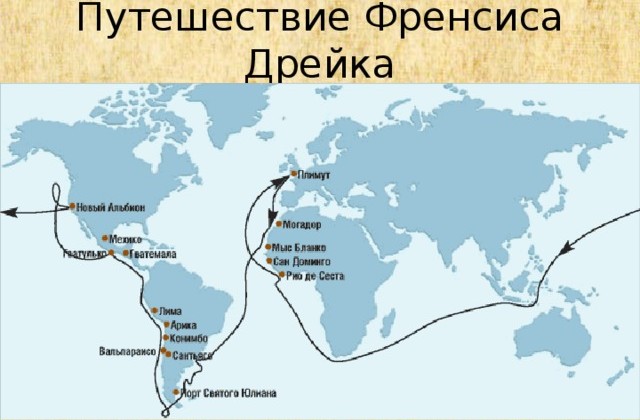 Путешествие Френсиса
Дрейка
Плимут
Новый Альбион
Могадор
Мехико
Мыс Бланко
Гватулько
Гватемала
Сан Доминго
Рио де Сеста
Лима
Арика
Кокимбо
Вальпараисо
Сантьяго
Порт Святого Юлиана